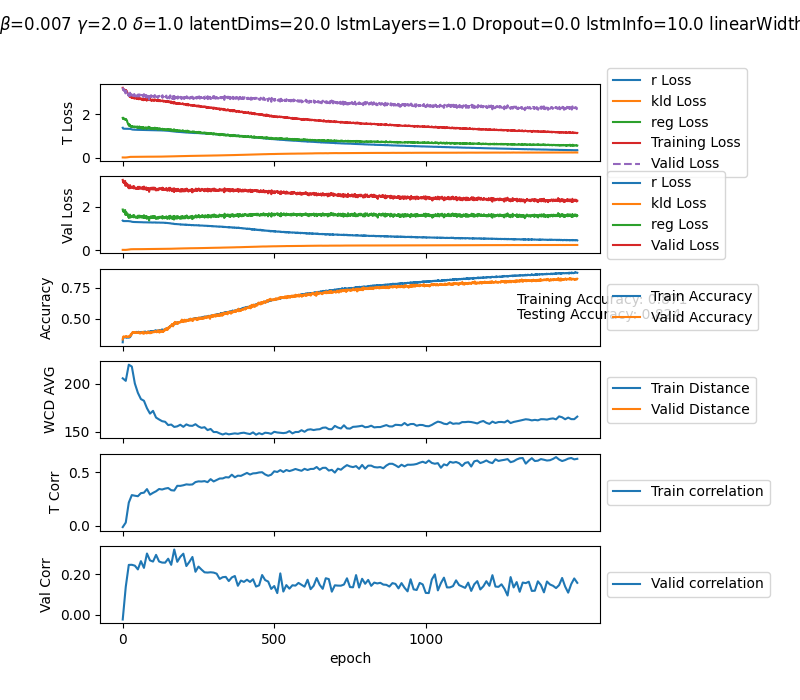 β=0.007 γ=2.0 δ=1.0 latentDims=20.0 lstmLayers=1.0 Dropout=0.0 lstmInfo=10.0 linearWidth
T Loss
2
0
r Loss
kld Loss
reg Loss
Training Loss
Valid Loss
Val Loss
2
0
r Loss
kld Loss
reg Loss
Valid Loss
Accuracy
0.75
0.50
Training Accuracy:
Testing Accuracy:
Train Accuracy
Valid Accuracy
WCD AVG
200
150
Train Distance
Valid Distance
T Corr
0.5
0.0
Train correlation
Val Corr
0.20
0.00
Valid correlation
0 500 1000
epoch